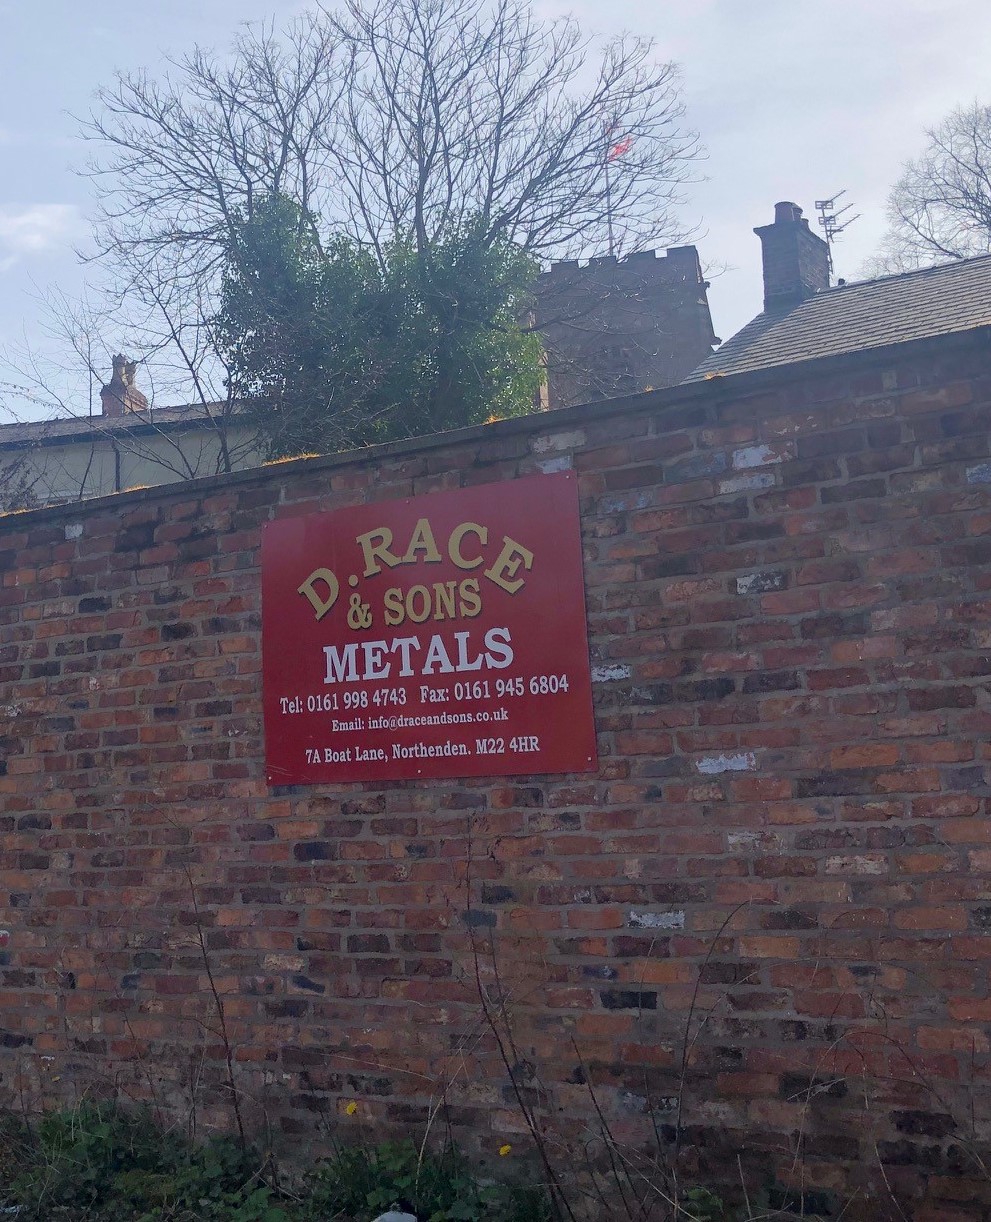 D. RACE
& SONS
METALS
Tel: 0161 998 4743 Fax: 0161 945 6804
Email: info@draceandsons.co.uk
7A Boat Lane, Northenden. M22 4HR